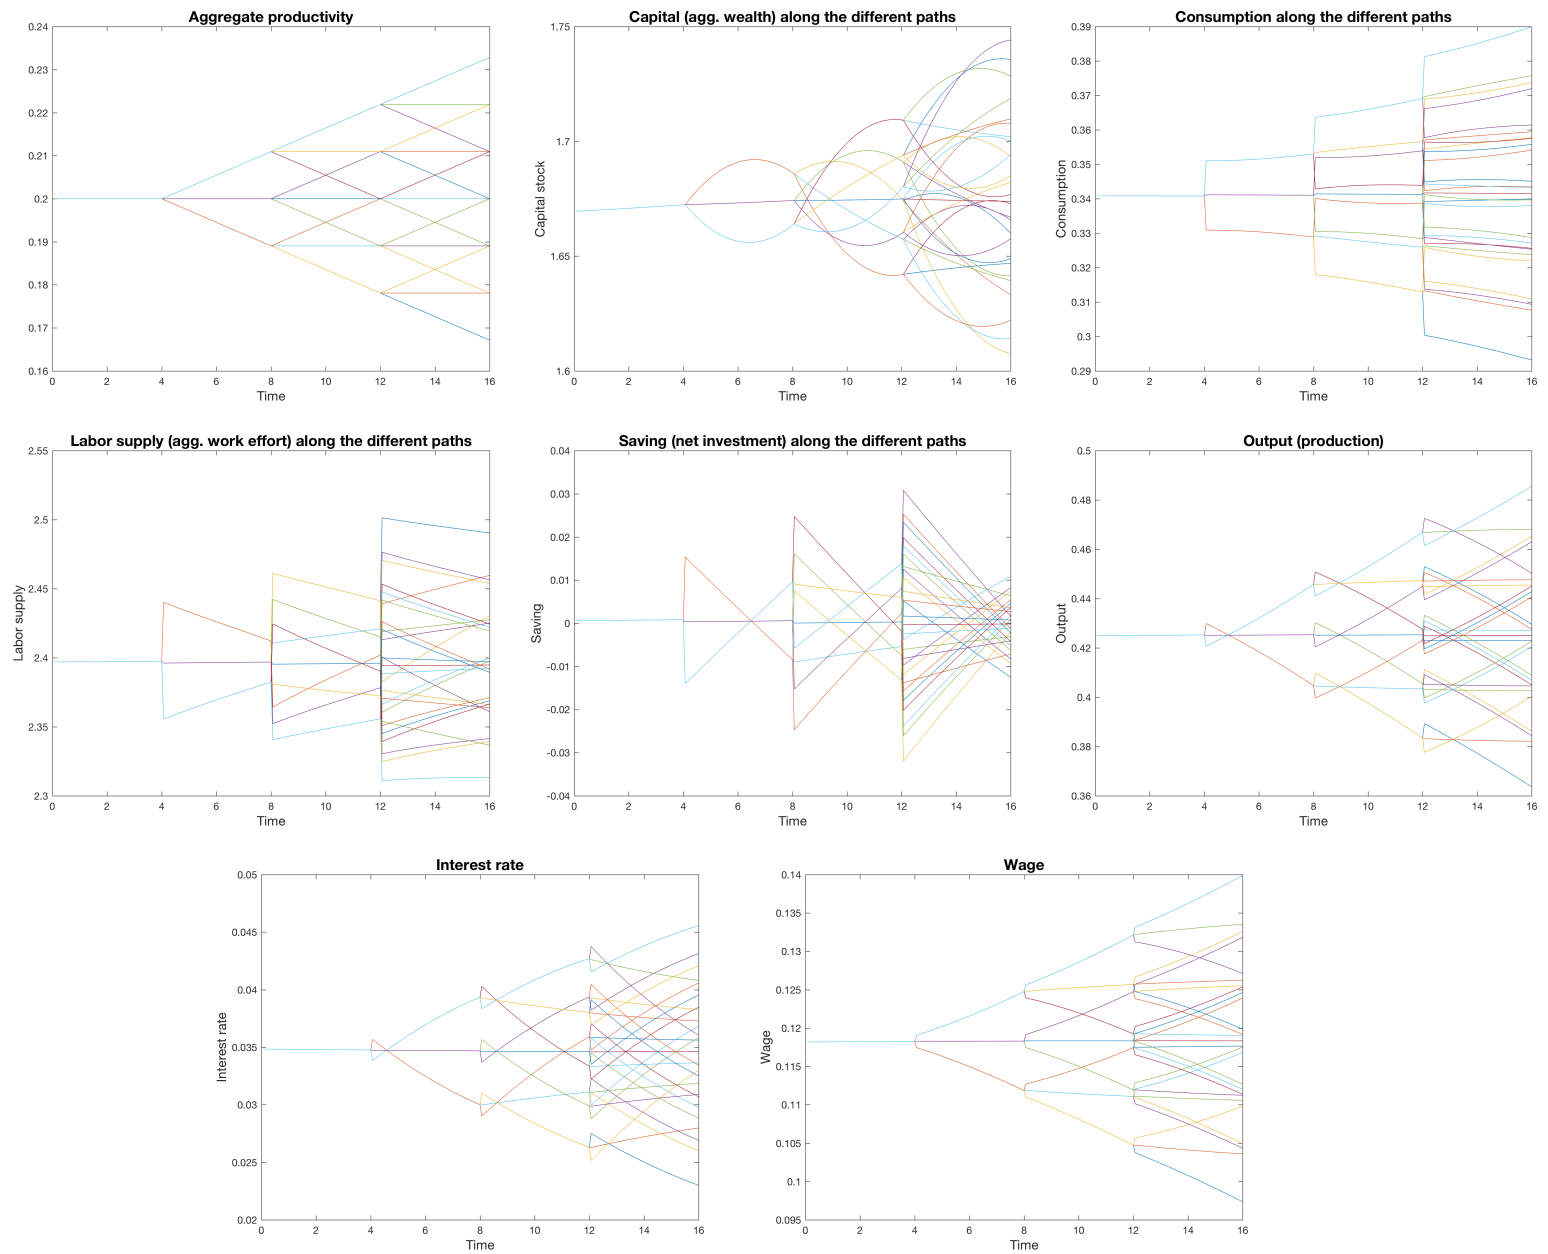 Aggregate productivity
0.24
0.23
0.22
0.21
0.2
0.19
0.18
0.17
0.16
0 2 4 6 8 10 12 14 16
Time
Capital (agg. wealth) along the different paths
Capital stock
1.75
1.7
1.65
1.6
0 2 4 6 8 10 12 14 16
Time
Consumption along the different paths
Consumption
0.39
0.38
0.37
0.36
0.35
0.34
0.33
0.32
0.31
0.3
0.29
0 2 4 6 8 10 12 14 16
Time
Labor supply (agg. work effort) along the different paths
Labor supply
2.55
2.5
2.45
2.4
2.35
2.3
0 2 4 6 8 10 12 14 16
Time
Saving (net investment) along the different paths
Saving
0.04
0.03
0.02
0.01
0
-0.01
-0.02
-0.03
-0.04
0 2 4 6 8 10 12 14 16
Time
Output (production)
Output
0.5
0.48
0.46
0.44
0.42
0.4
0.38
0.36
0 2 4 6 8 10 12 14 16
Time
Interest rate
Interest rate
0.05
0.045
0.04
0.035
0.03
0.025
0.02
0 2 4 6 8 10 12 14 16
Time
Wage
Wage
0.14
0.135
0.13
0.125
0.12
0.115
0.11
0.105
0.1
0.095
0 2 4 6 8 10 12 14 16
Time